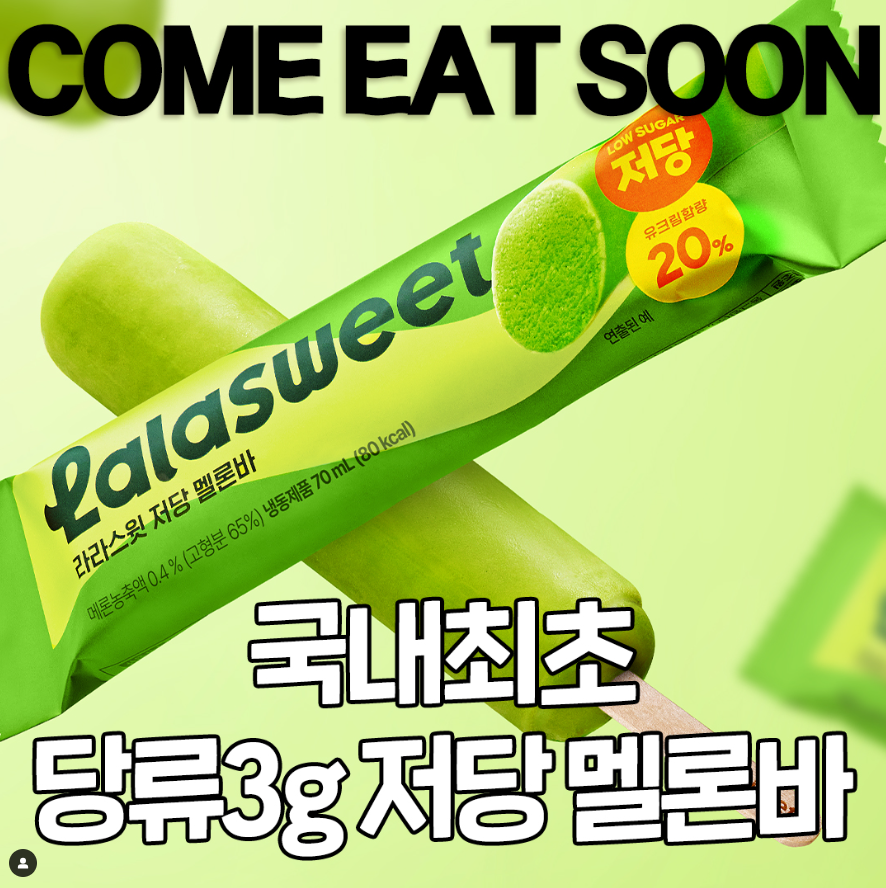 COME EAT SOON
LOW SUGAR
저당
유크림함량
20%
연출된 예
lalasweet
라라스윗 저당 멜론바
메론농축액 0.4% (고형분 65%) 냉동제품 70 mL (80 kcal)
국내최초
당류3g 저당 멜론바